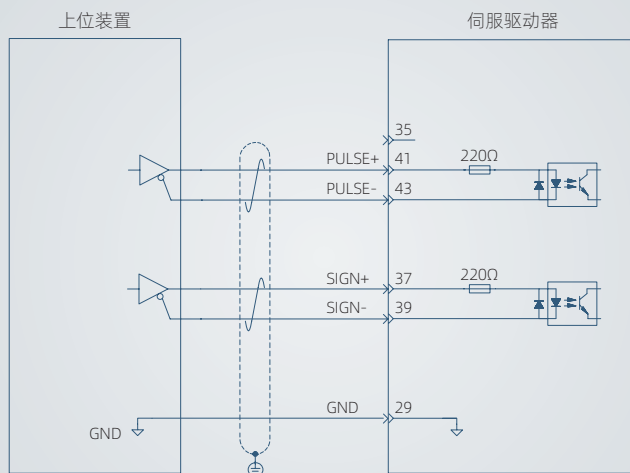 上位装置
伺服驱动器
35
PULSE+ 41 220Ω
PULSE- 43
SIGN+ 37 220Ω
SIGN- 39
GND 29
GND